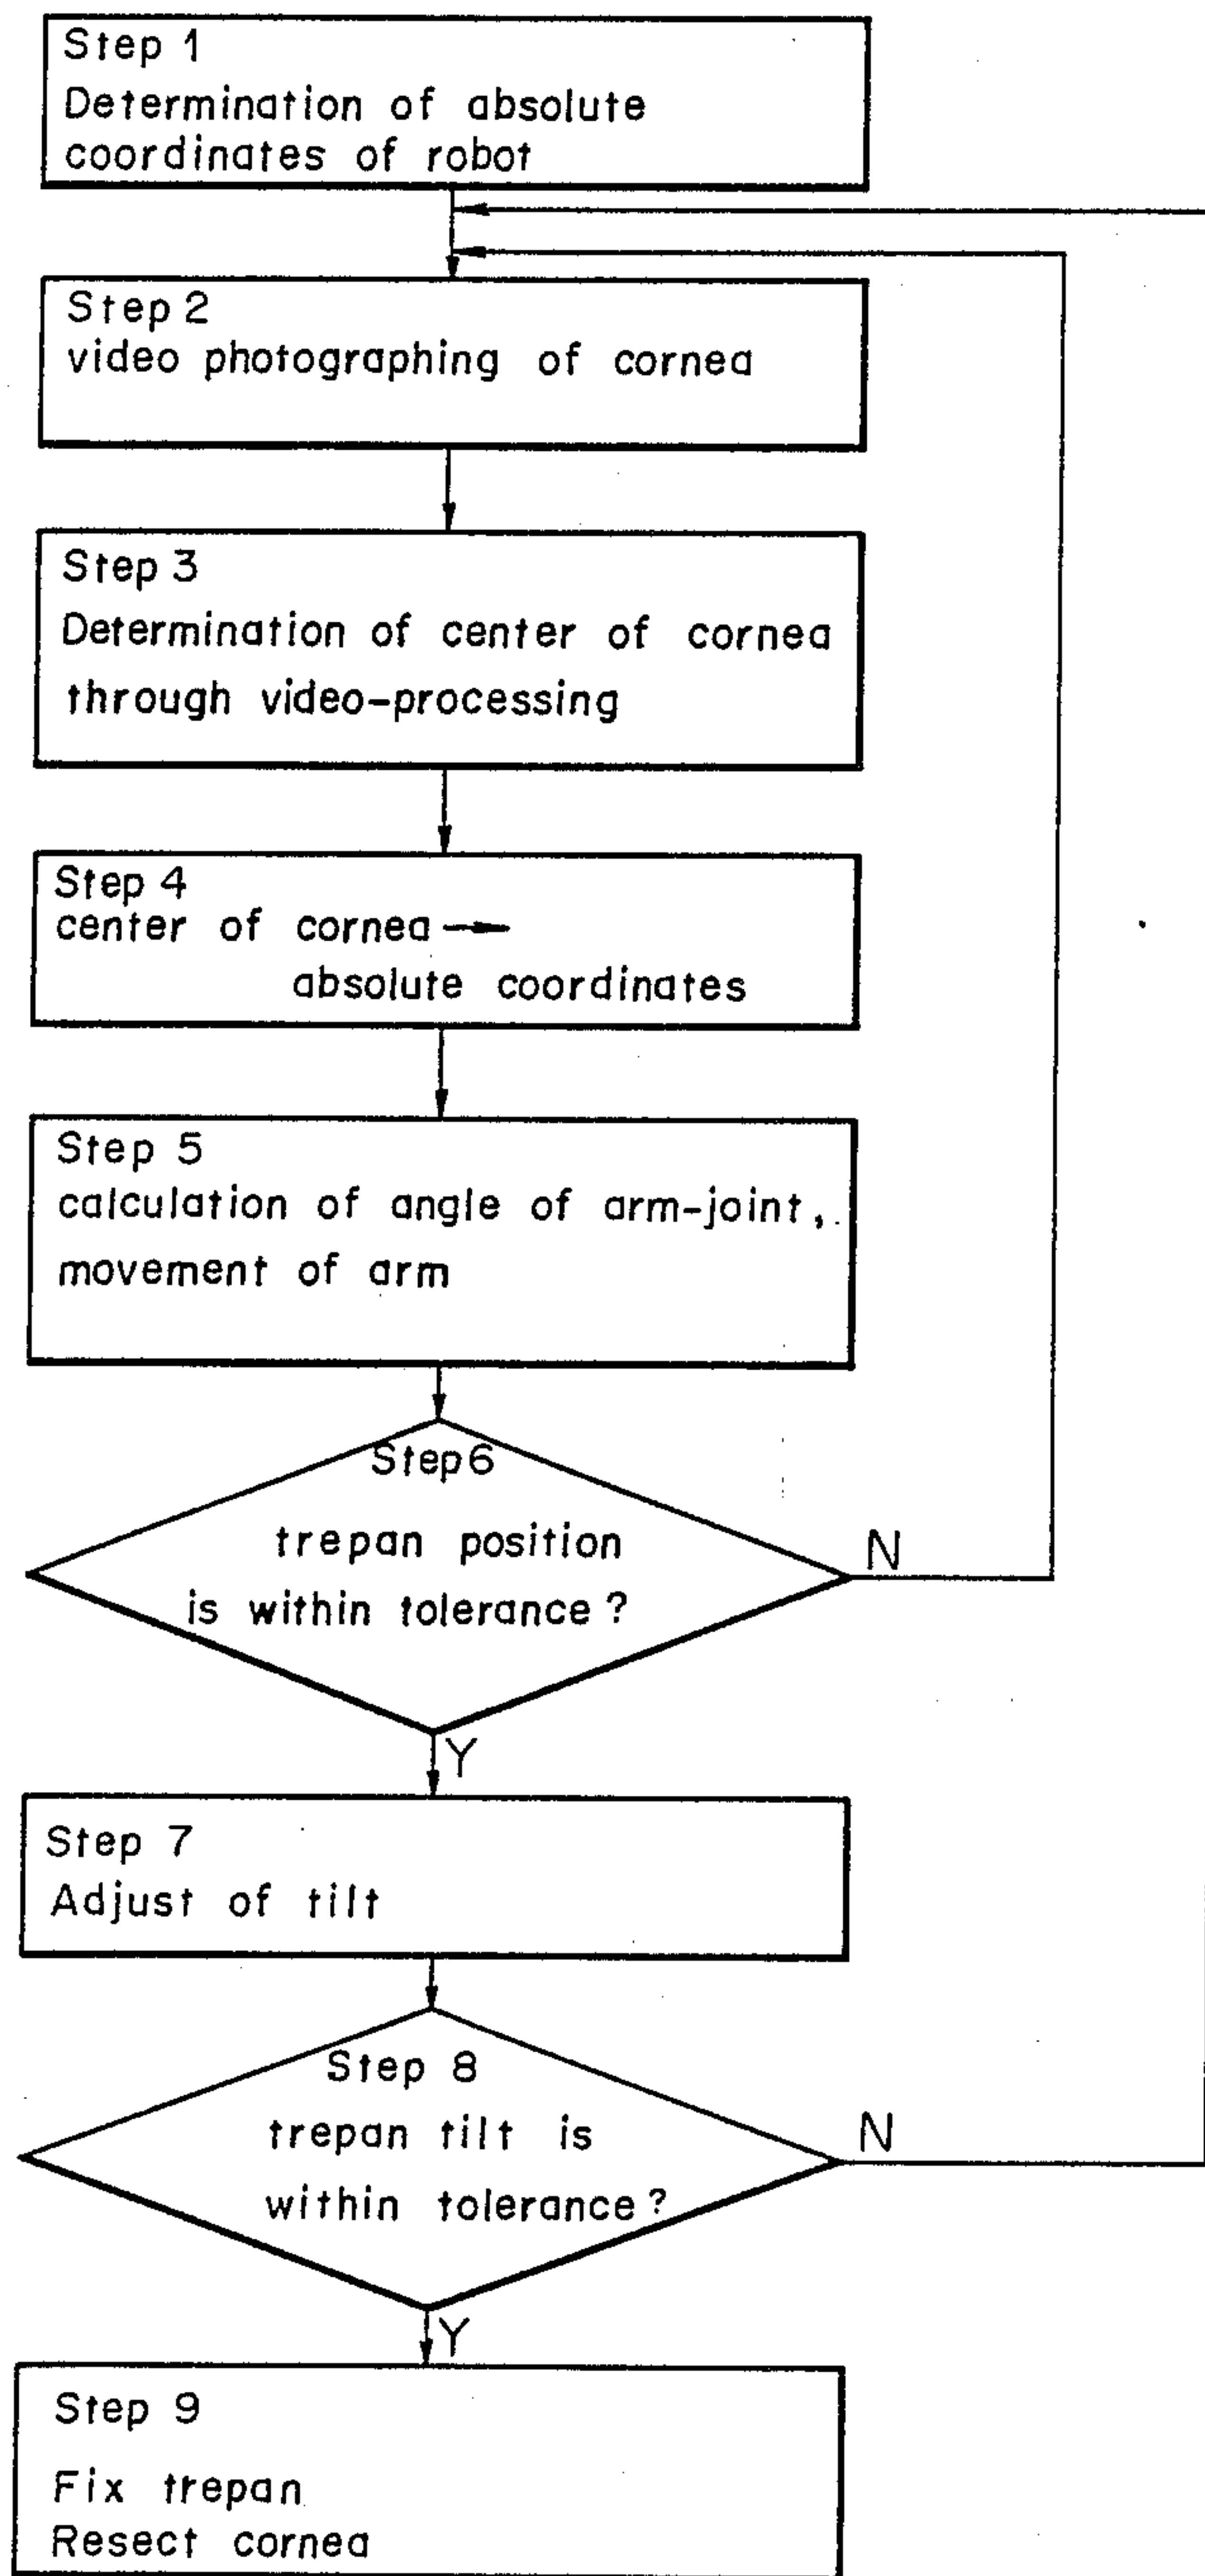 Step 1
Determination of absolute
coordinates of robot
Step 2
video photographing of cornea
Step 3
Determination of center of cornea
through video-processing
Step 4
center of cornea →
absolute coordinates
Step 5
calculation of angle of arm-joint,
movement of arm
Step 6
trepan position
is within tolerance?
N
Y
Step 7
Adjust of tilt
Step 8
trepan tilt is
within tolerance?
N
Y
Step 9
Fix trepan
Resect cornea